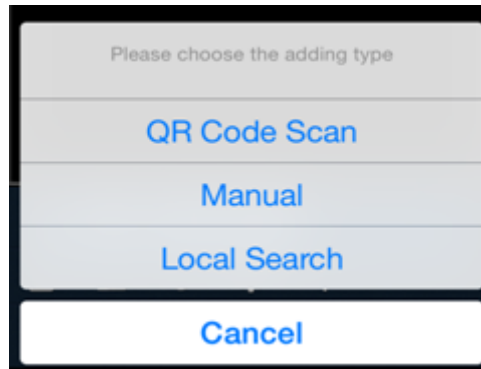 Please choose the adding type
QR Code Scan
Manual
Local Search
Cancel